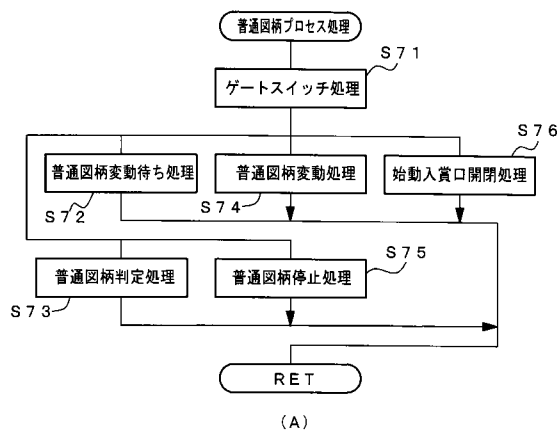 普通図柄プロセス処理
S71
ゲートスイッチ処理
S76
普通図柄変動待ち処理
普通図柄変動処理
始動入賞口開閉処理
S72
S74
S75
普通図柄判定処理
普通図柄停止処理
S73
RET
(A)